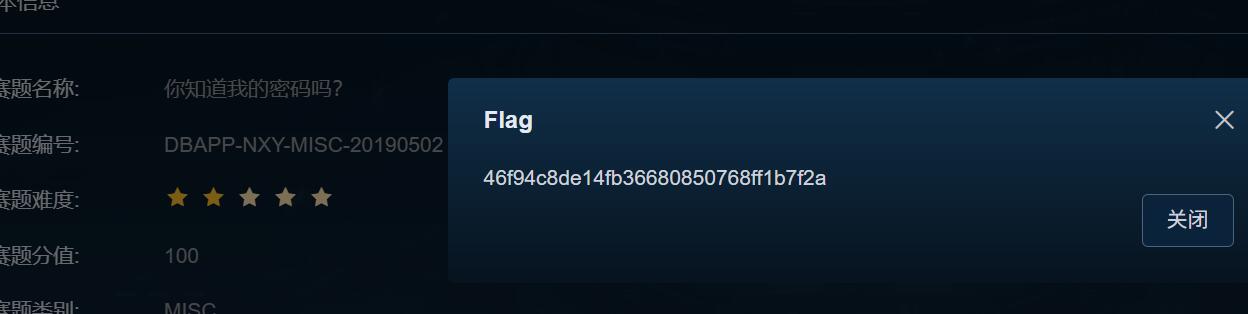 本信息
赛题名称: 你知道我的密码吗?
Flag
赛题编号: DBAPP-NXY-MISC-20190502
46f94c8de14fb36680850768ff1b7f2a
赛题难度:
关闭
赛题分值: 100
赛题类别: MISC